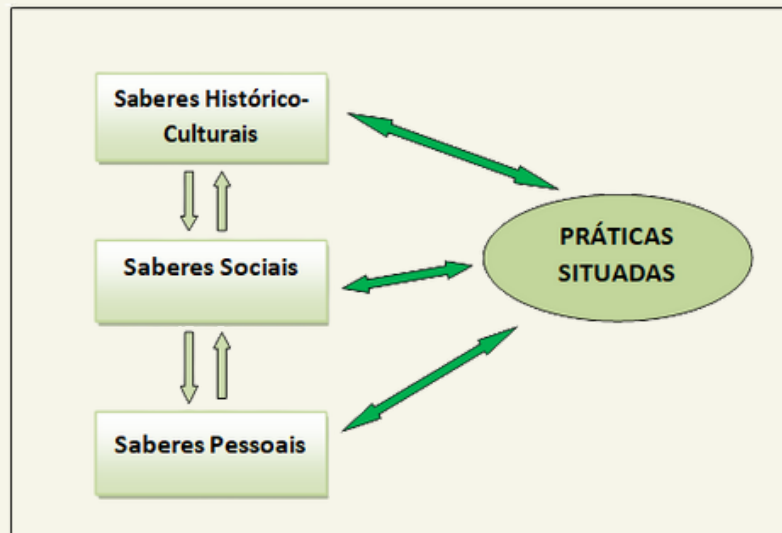 Saberes Histórico-
Culturais
PRÁTICAS
SITUADAS
Saberes Sociais
Saberes Pessoais